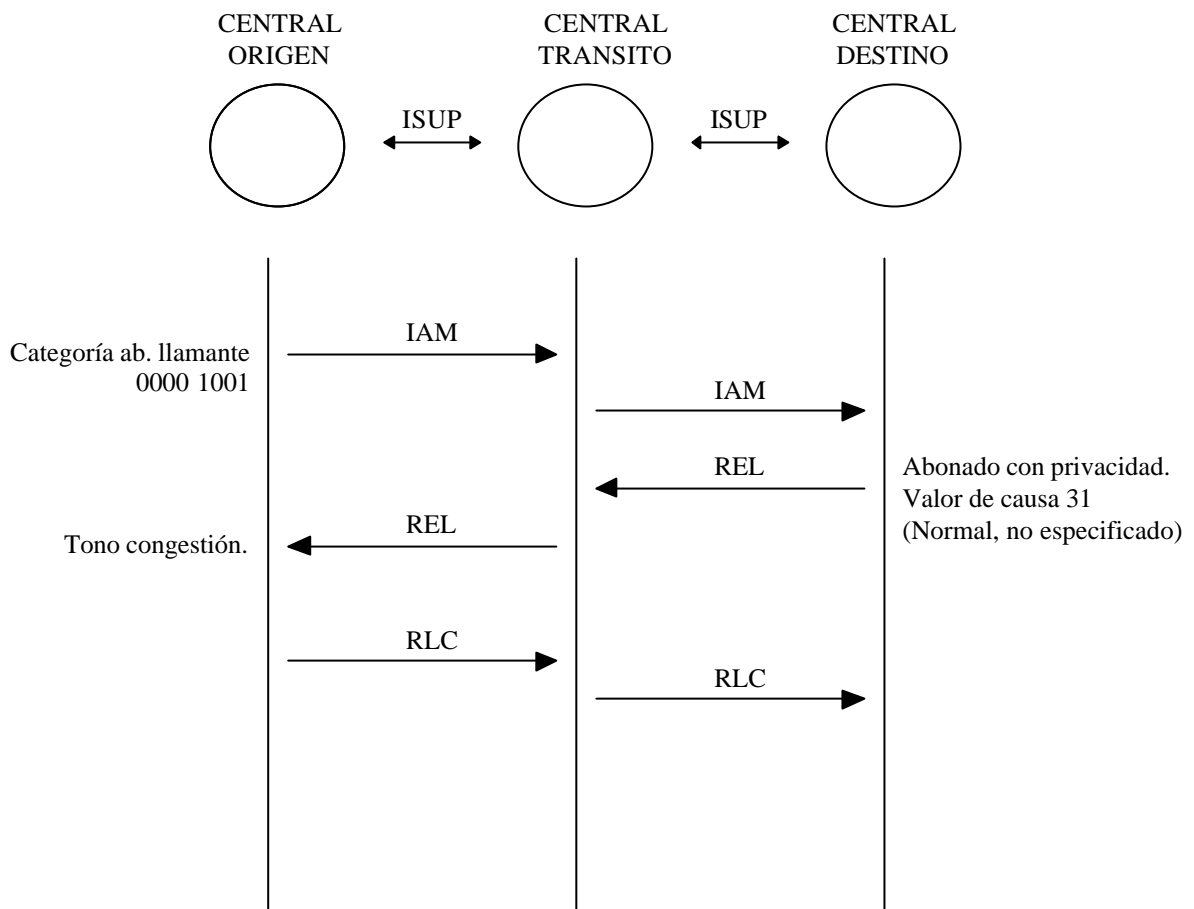 CENTRAL
ORIGEN
CENTRAL
TRANSITO
CENTRAL
DESTINO
ISUP
ISUP
IAM
Categoría ab. llamante
0000 1001
IAM
REL
Abonado con privacidad.
Valor de causa 31
(Normal, no especificado)
REL
Tono congestión.
RLC
RLC